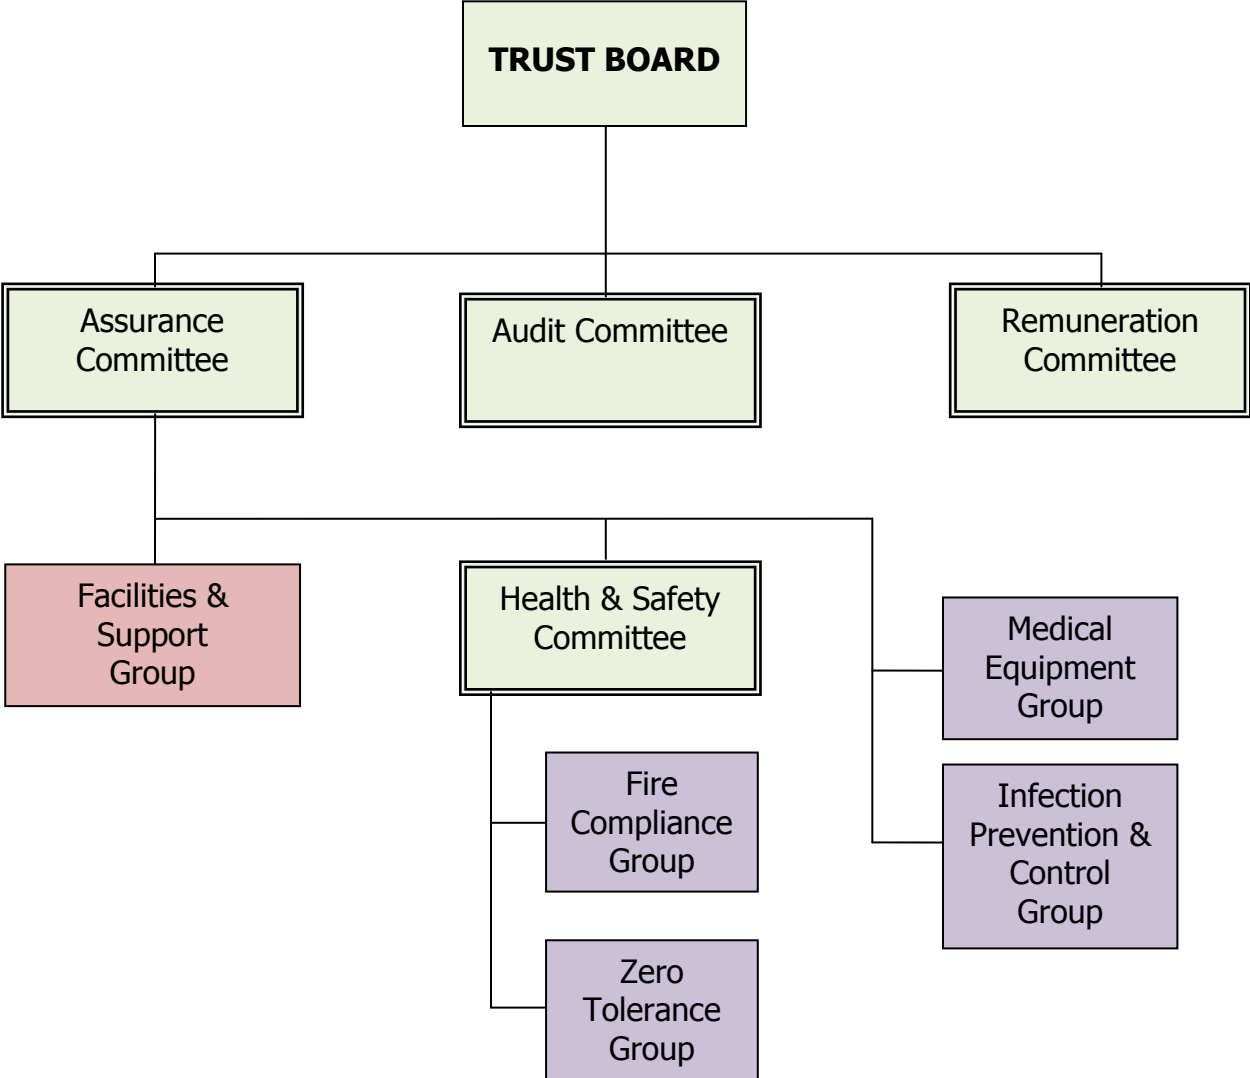 TRUST BOARD
Assurance
Committee
Audit Committee
Remuneration
Committee
Facilities &
Support
Group
Health & Safety
Committee
Medical
Equipment
Group
Fire
Compliance
Group
Infection
Prevention &
Control
Group
Zero
Tolerance
Group